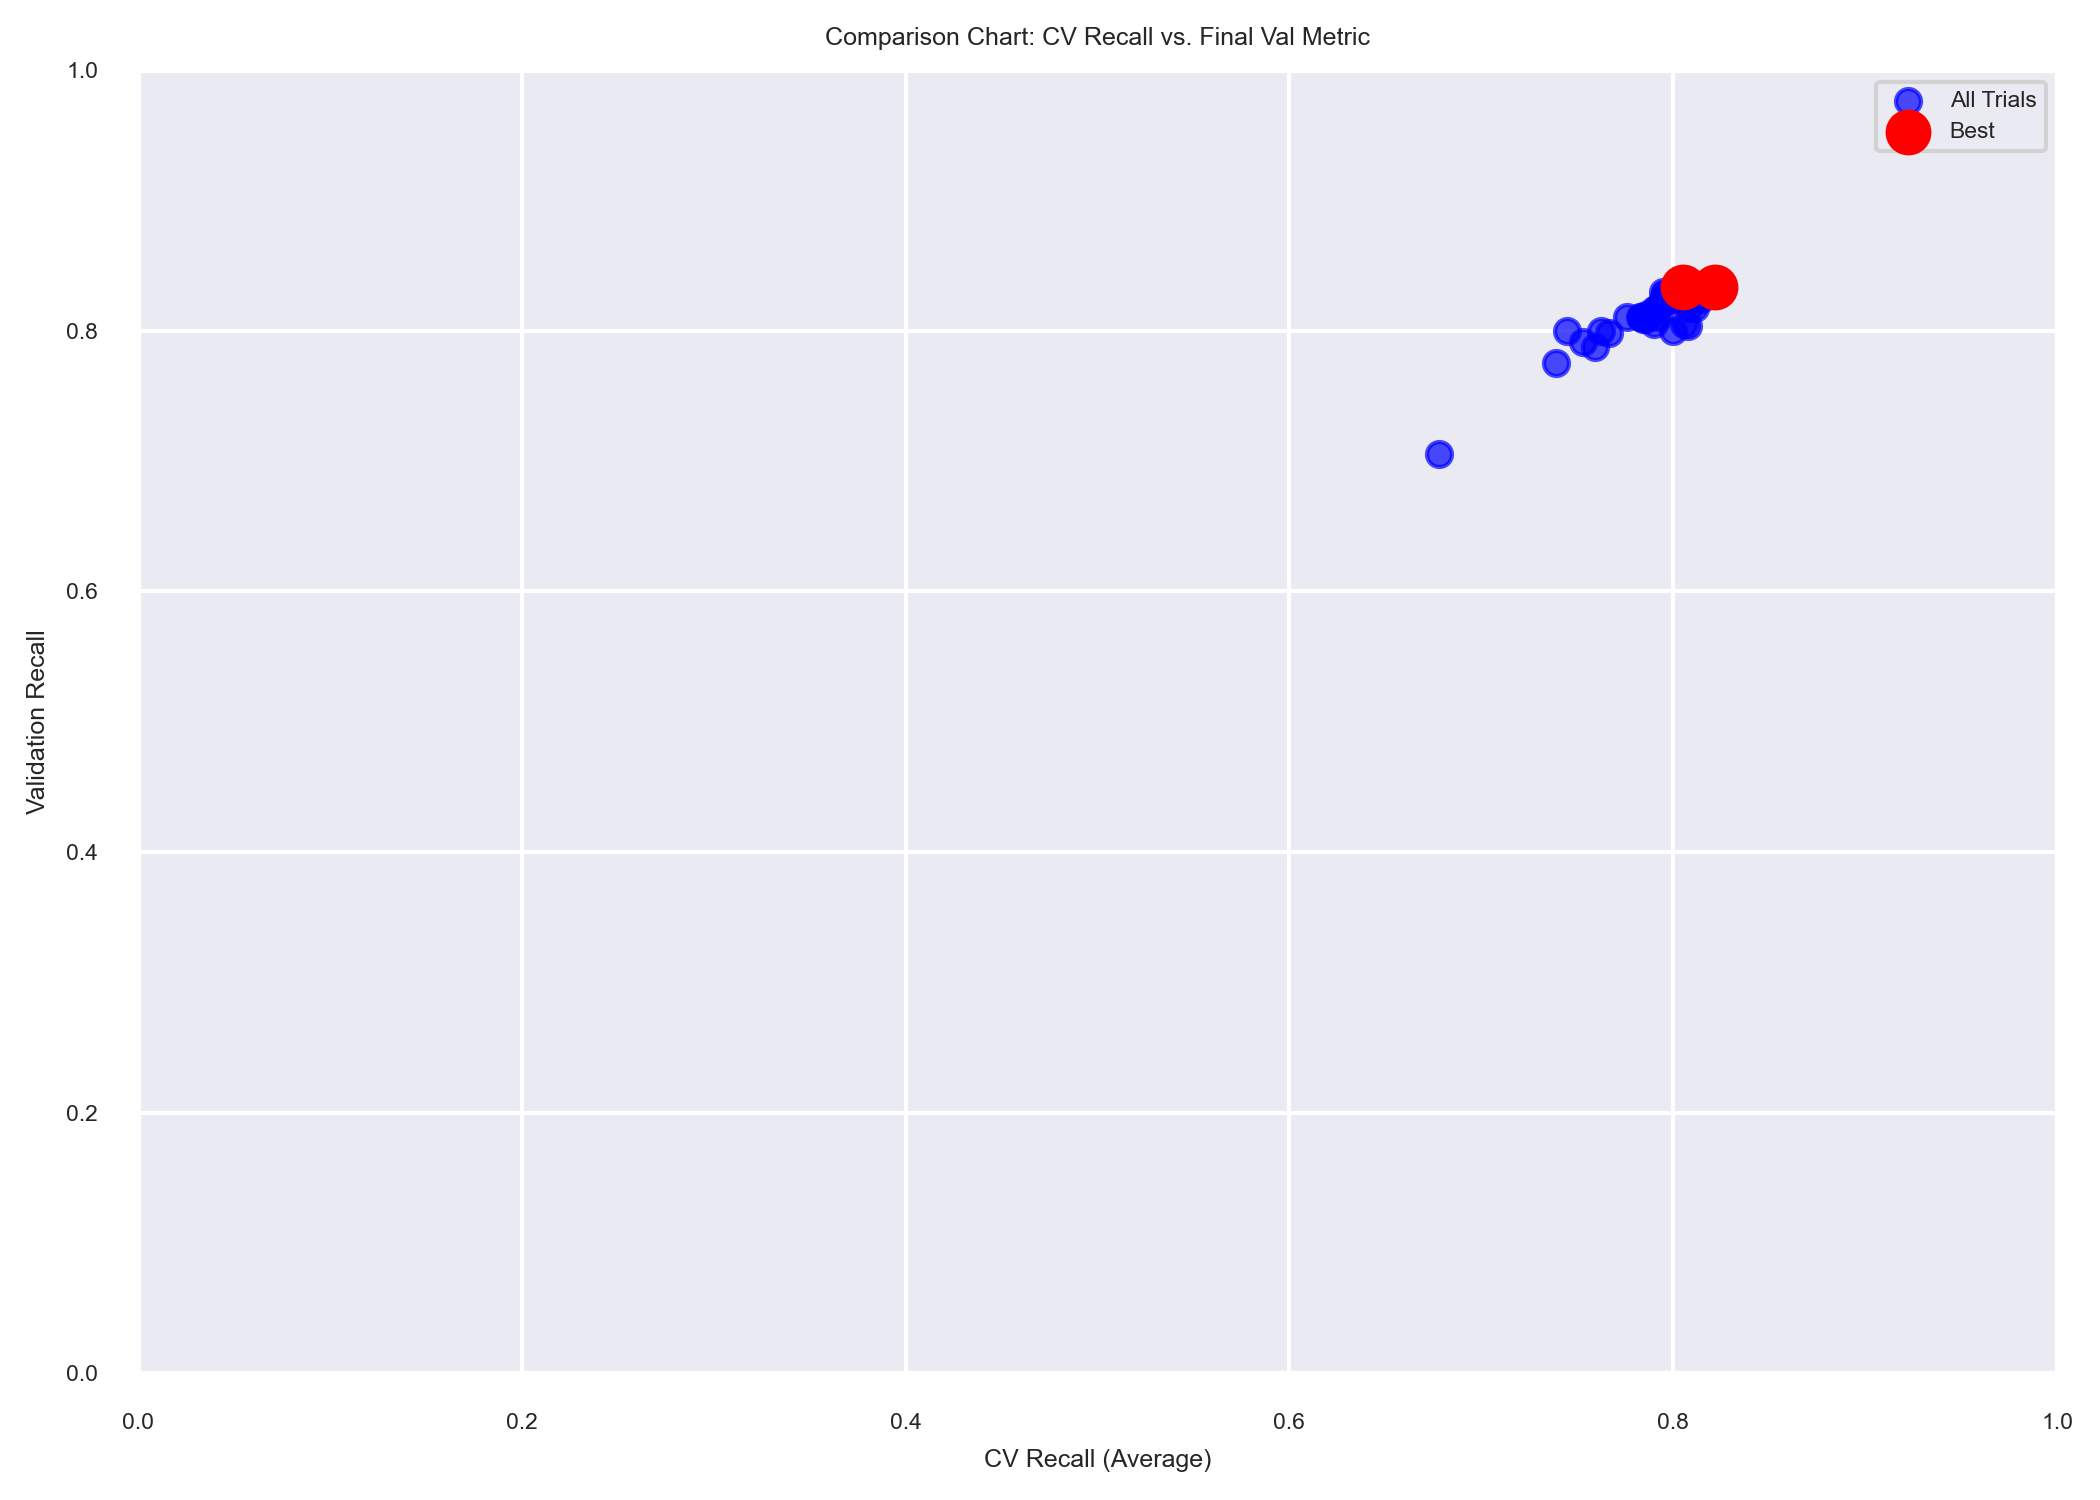 Comparison Chart: CV Recall vs. Final Val Metric
All Trials
Best
1.0
0.8
0.6
0.4
0.2
0.0
Validation Recall
0.0 0.2 0.4 0.6 0.8 1.0
CV Recall (Average)